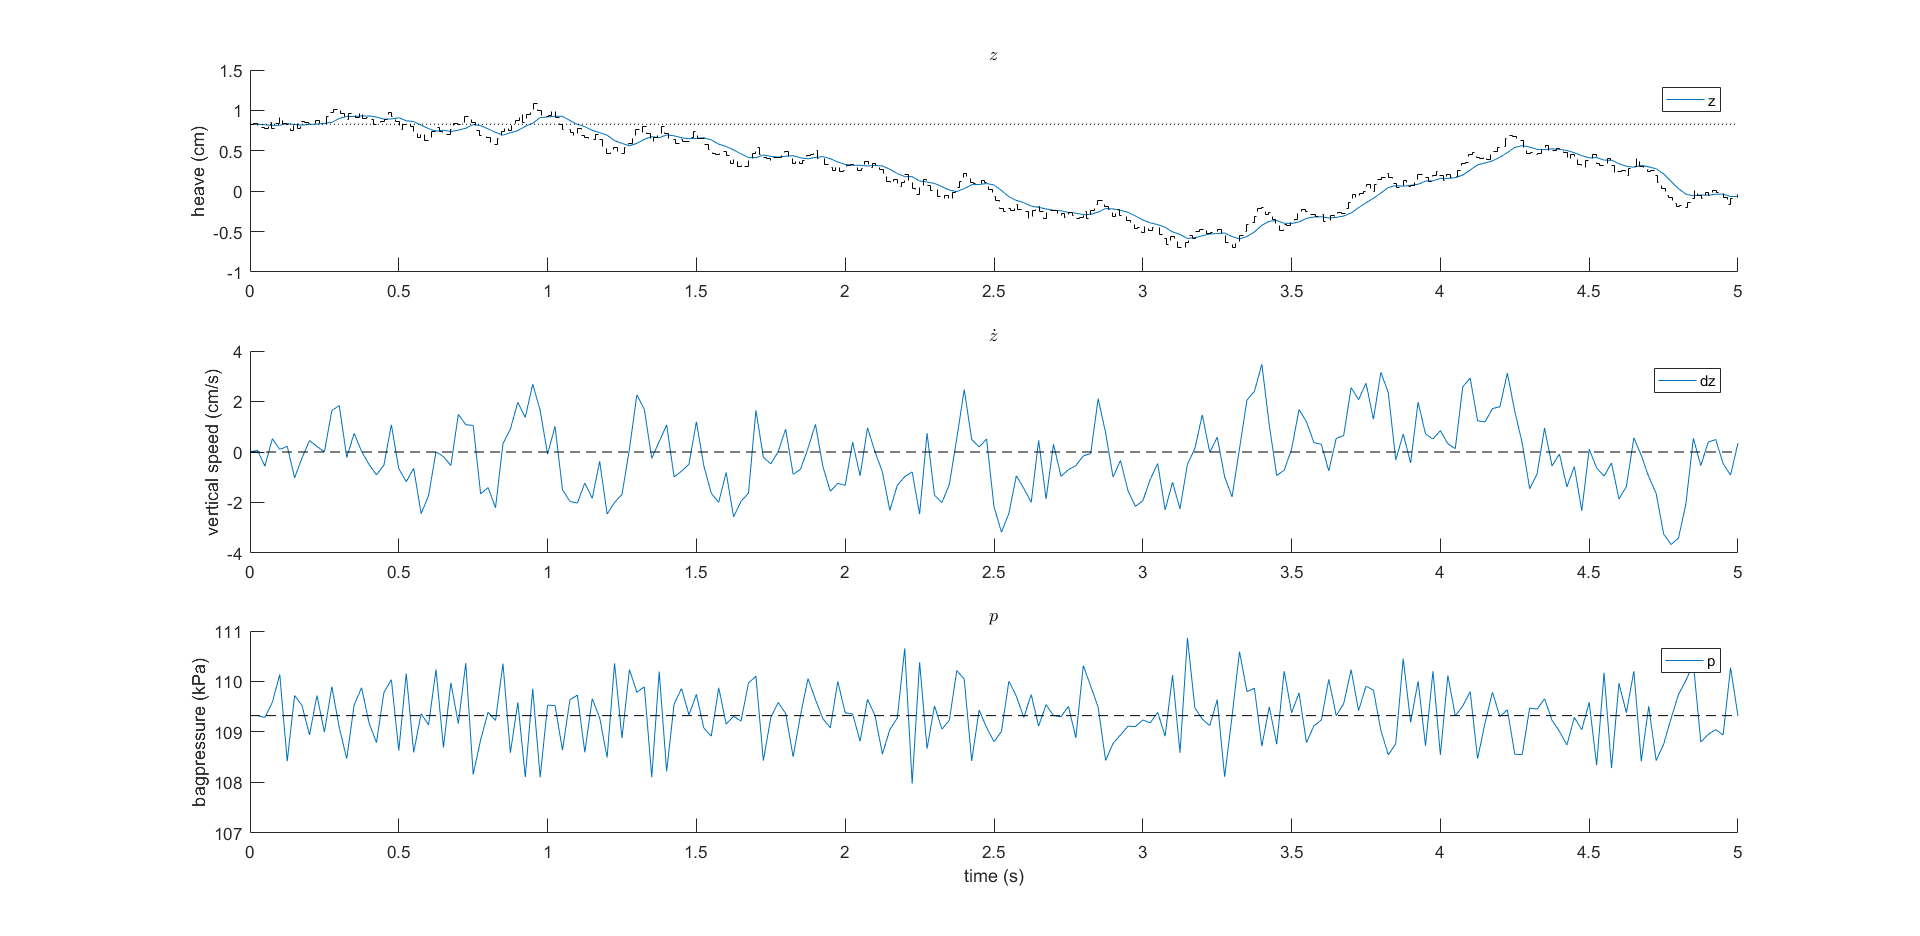 z
heave (cm)
1.5
1
0.5
0
-0.5
-1
z
0 0.5 1 1.5 2 2.5 3 3.5 4 4.5 5
ż
vertical speed (cm/s)
4
2
0
-2
-4
dz
0 0.5 1 1.5 2 2.5 3 3.5 4 4.5 5
p
bagpressure (kPa)
111
110
109
108
107
p
0 0.5 1 1.5 2 2.5 3 3.5 4 4.5 5
time (s)